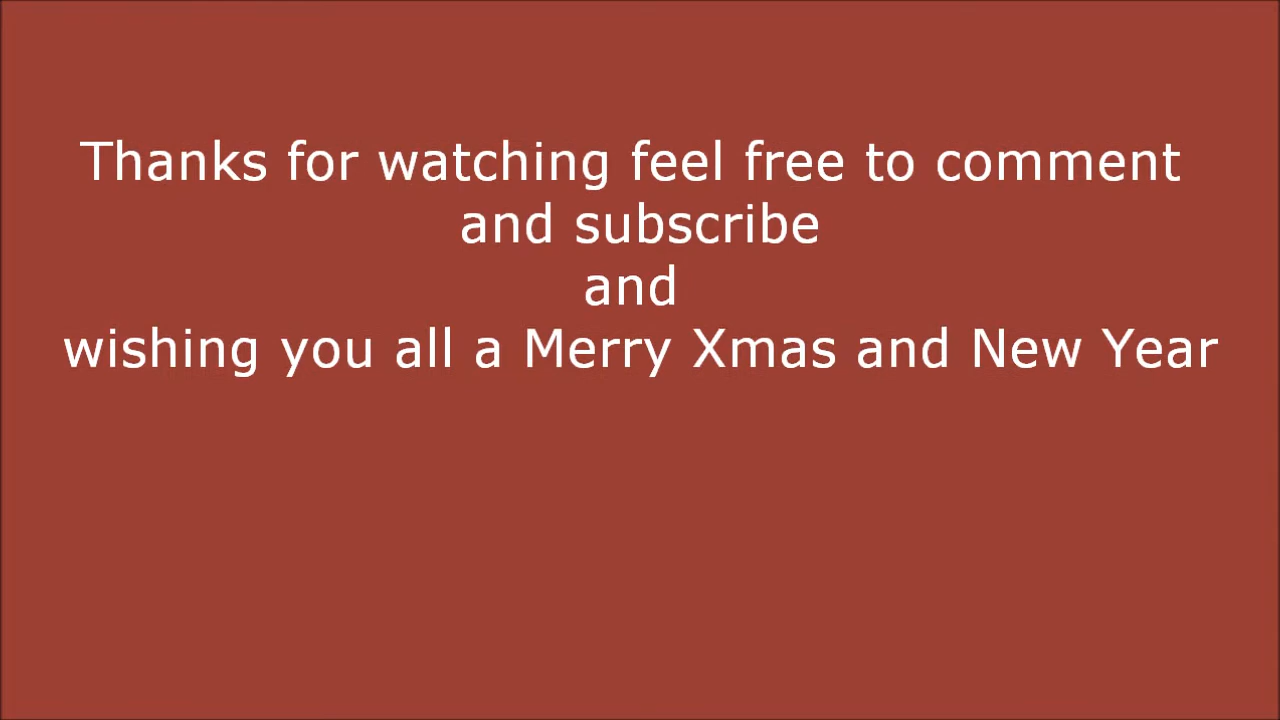 Thanks for watching feel free to comment
and subscribe
and
wishing you all a Merry Xmas and New Year